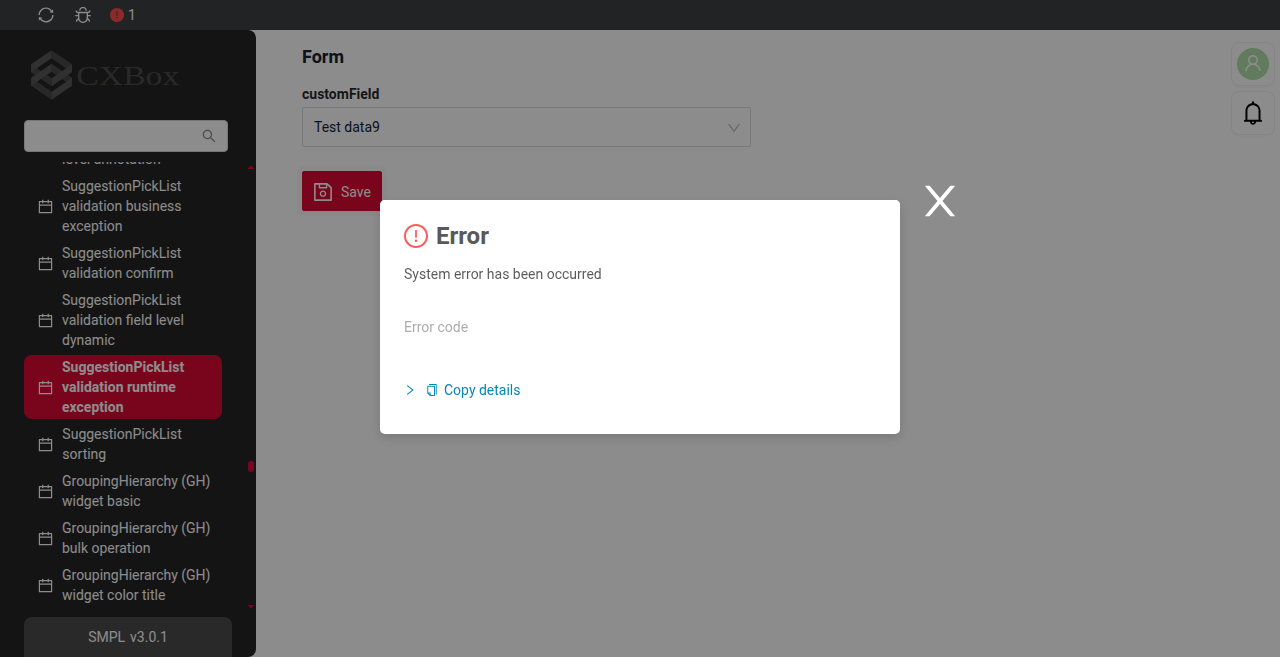 1
CXBox
level annotation
SuggestionPickList
validation business
exception
SuggestionPickList
validation confirm
SuggestionPickList
validation field level
dynamic
SuggestionPickList
validation runtime
exception
SuggestionPickList
sorting
GroupingHierarchy (GH)
widget basic
GroupingHierarchy (GH)
bulk operation
GroupingHierarchy (GH)
widget color title
SMPL v3.0.1
Form
customField
Test data9
Save
Error
System error has been occurred
Error code
Copy details